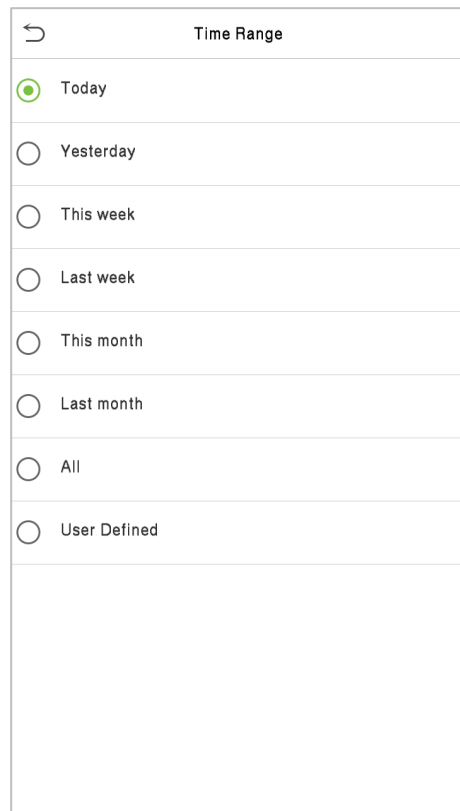 Time Range
Today
Yesterday
This week
Last week
This month
Last month
All
User Defined